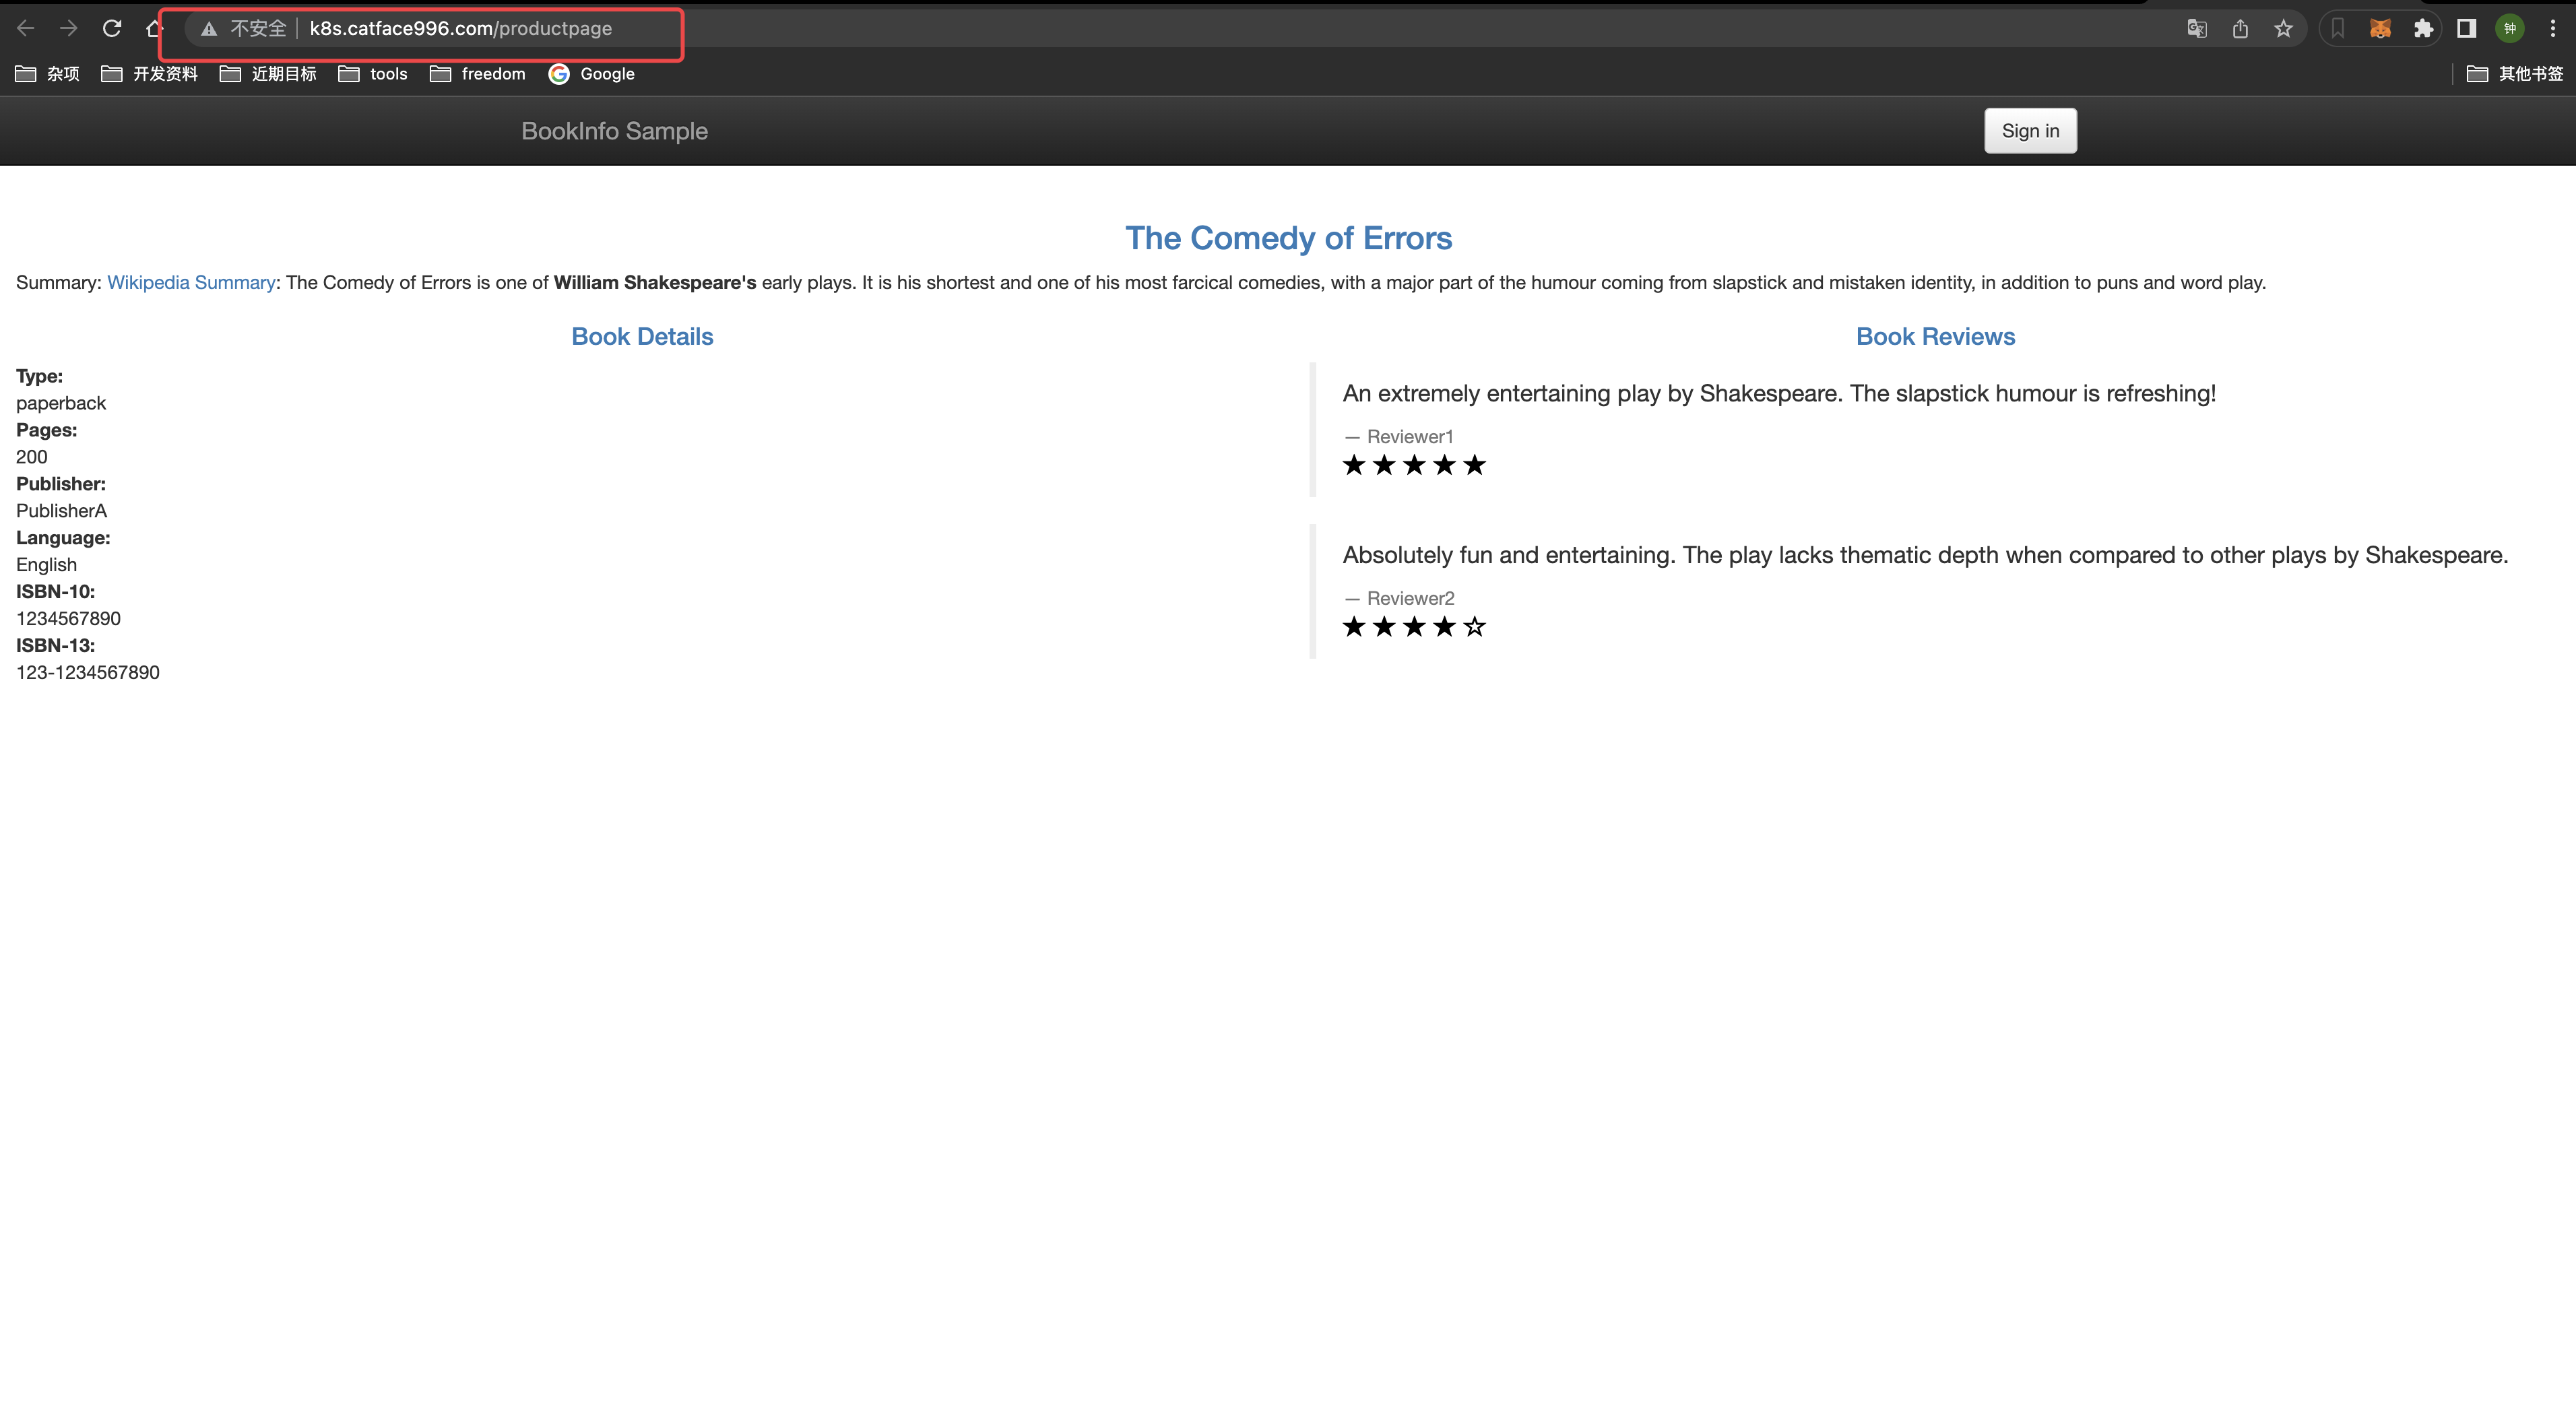 不安全 k8s.catface996.com/productpage 钟
杂项 开发资料 近期目标 tools freedom Google 其他书签
BookInfo Sample Sign in
The Comedy of Errors
Summary: Wikipedia Summary: The Comedy of Errors is one of William Shakespeare's early plays. It is his shortest and one of his most farcical comedies, with a major part of the humour coming from slapstick and mistaken identity, in addition to puns and word play.
Book Details
Type:
paperback
Pages:
200
Publisher:
PublisherA
Language:
English
ISBN-10:
1234567890
ISBN-13:
123-1234567890
Book Reviews
An extremely entertaining play by Shakespeare. The slapstick humour is refreshing!
— Reviewer1
★★★★★
Absolutely fun and entertaining. The play lacks thematic depth when compared to other plays by Shakespeare.
— Reviewer2
★★★★☆